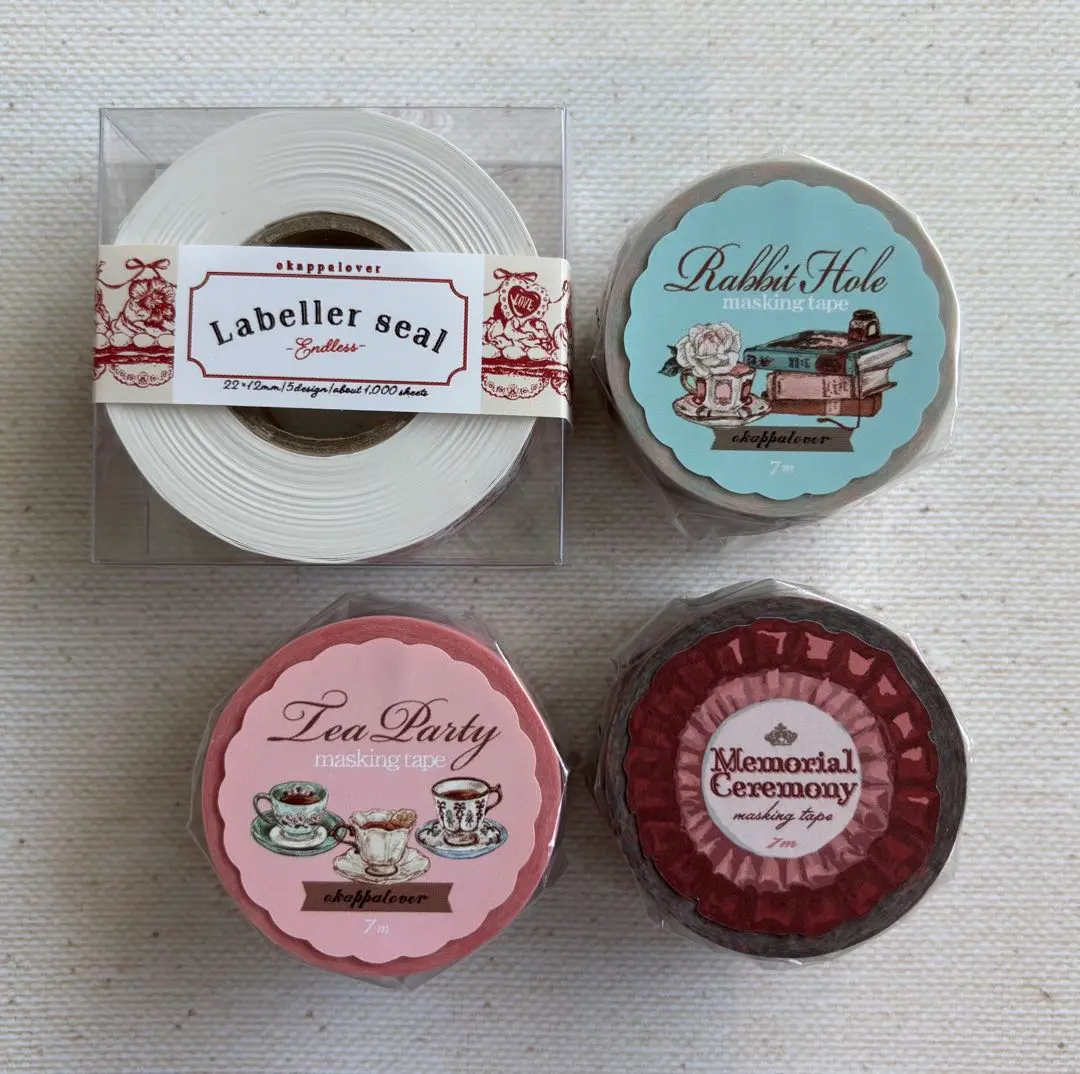 okappalover
Labeller seal
-Endless-
22×12mm/5design/about 1,000 sheets
LOVE
Rabbit Hole
masking tape
okappalover
7m
Tea Party
masking tape
okappalover
7m
Memorial
Ceremony
masking tape
7m